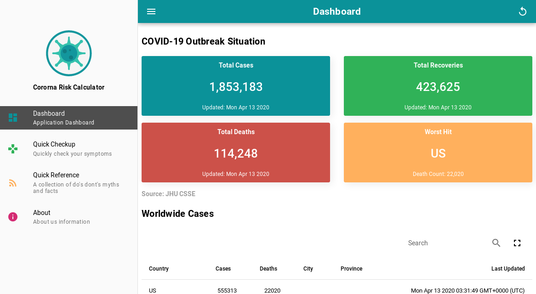 Dashboard
COVID-19 Outbreak Situation
Total Cases
1,853,183
Updated: Mon Apr 13 2020
Total Recoveries
423,625
Updated: Mon Apr 13 2020
Cororna Risk Calculator
Dashboard
Application Dashboard
Quick Checkup
Quickly check your symptoms
Quick Reference
A collection of do's dont's myths
and facts
About
About us information
Total Deaths
114,248
Updated: Mon Apr 13 2020
Worst Hit
US
Death Count: 22,020
Source: JHU CSSE
Worldwide Cases
Search
Country Cases Deaths City Province Last Updated
US 555313 22020 Mon Apr 13 2020 03:31:49 GMT+0000 (UTC)